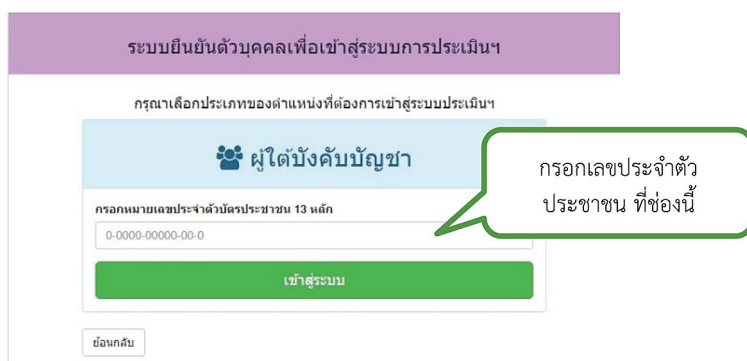 ระบบยืนยันตัวบุคคลเพื่อเข้าสู่ระบบการประเมินฯ
กรุณาเลือกประเภทของตำแหน่งที่ต้องการเข้าสู่ระบบประเมินฯ
ผู้ใต้บังคับบัญชา
กรอกหมายเลขประจำตัวบัตรประชาชน 13 หลัก
0-0000-00000-00-0
เข้าสู่ระบบ
ย้อนกลับ
กรอกเลขประจำตัว
ประชาชน ที่ช่องนี้